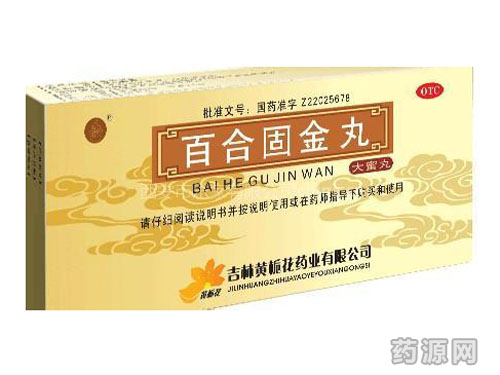 批准文号：国药准字 Z22025678
OTC
百合固金丸
BAI HE GU JIN WAN
大蜜丸
请仔细阅读说明书并按说明使用或在药师指导下购买和使用
黄栀花
吉林黄栀花药业有限公司
JILINHUANGZHIHUAYAOYEYOUXIANGONGSI
药源网